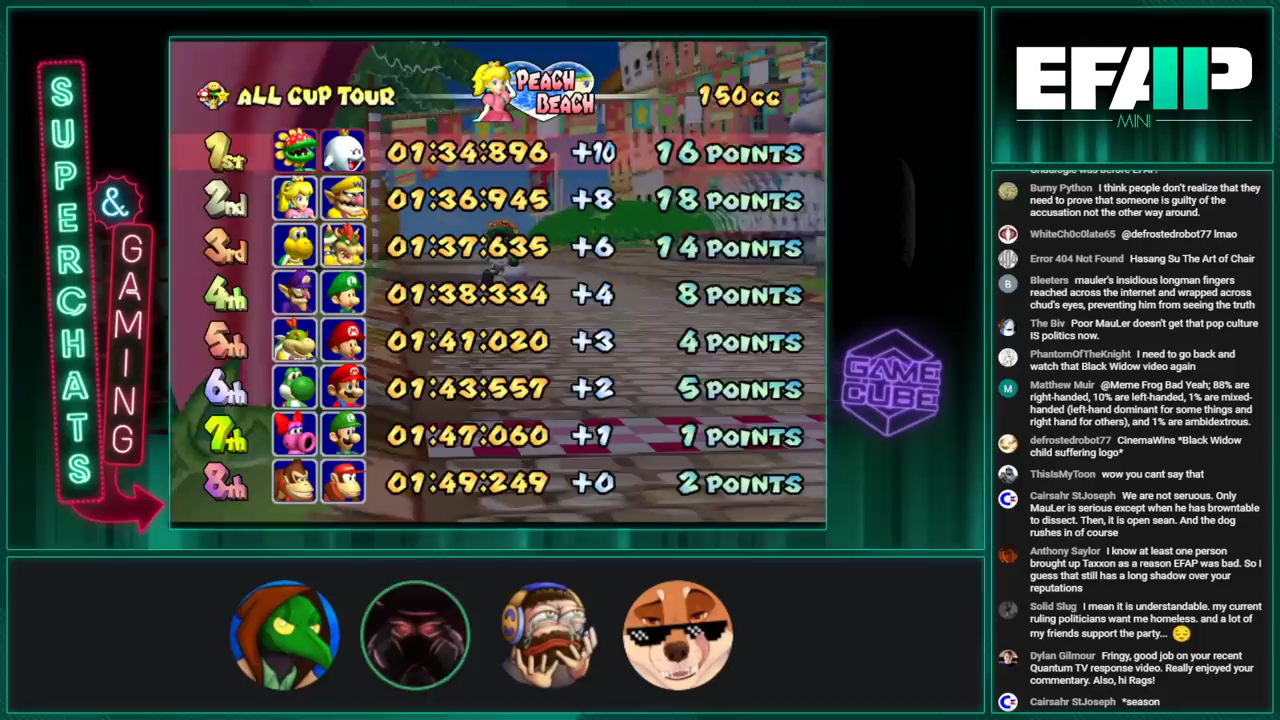 SUPERCHATS
&
GAMING
ALL CUP TOUR
PEACH
BEACH
150cc
1st 01:34:896 +10 16 POINTS
2nd 01:36:945 +8 18 POINTS
3rd 01:37:635 +6 14 POINTS
4th 01:38:334 +4 8 POINTS
5th 01:41:020 +3 4 POINTS
6th 01:43:557 +2 5 POINTS
7th 01:47:060 +1 1 POINTS
8th 01:49:249 +0 2 POINTS
GAME
CUBE
EFAP
MINI
Burny Python I think people don't realize that they
need to prove that someone is guilty of the
accusation not the other way around.
WhiteCh0c0late65 @defrostedrobot77 lmao
Error 404 Not Found Hasang Su The Art of Chair
B
Bleeters mauler's insidious longman fingers
reached across the internet and wrapped across
chud's eyes, preventing him from seeing the truth
The Biv Poor MauLer doesn't get that pop culture
IS politics now.
PhantomOfTheKnight I need to go back and
watch that Black Widow video again
M
Matthew Muir @Meme Frog Bad Yeah; 88% are
right-handed, 10% are left-handed, 1% are mixed-
handed (left-hand dominant for some things and
right hand for others), and 1% are ambidextrous.
defrostedrobot77 CinemaWins *Black Widow
child suffering logo*
ThisIsMyToon wow you cant say that
Cairsahr StJoseph We are not seruous. Only
MauLer is serious except when he has browntable
to dissect. Then, it is open sean. And the dog
rushes in of course
Anthony Saylor I know at least one person
brought up Taxxon as a reason EFAP was bad. So I
guess that still has a long shadow over your
reputations
Solid Slug I mean it is understandable. my current
ruling politicians want me homeless. and a lot of
my friends support the party... 😔
Dylan Gilmour Fringy, good job on your recent
Quantum TV response video. Really enjoyed your
commentary. Also, hi Rags!
Cairsahr StJoseph *season